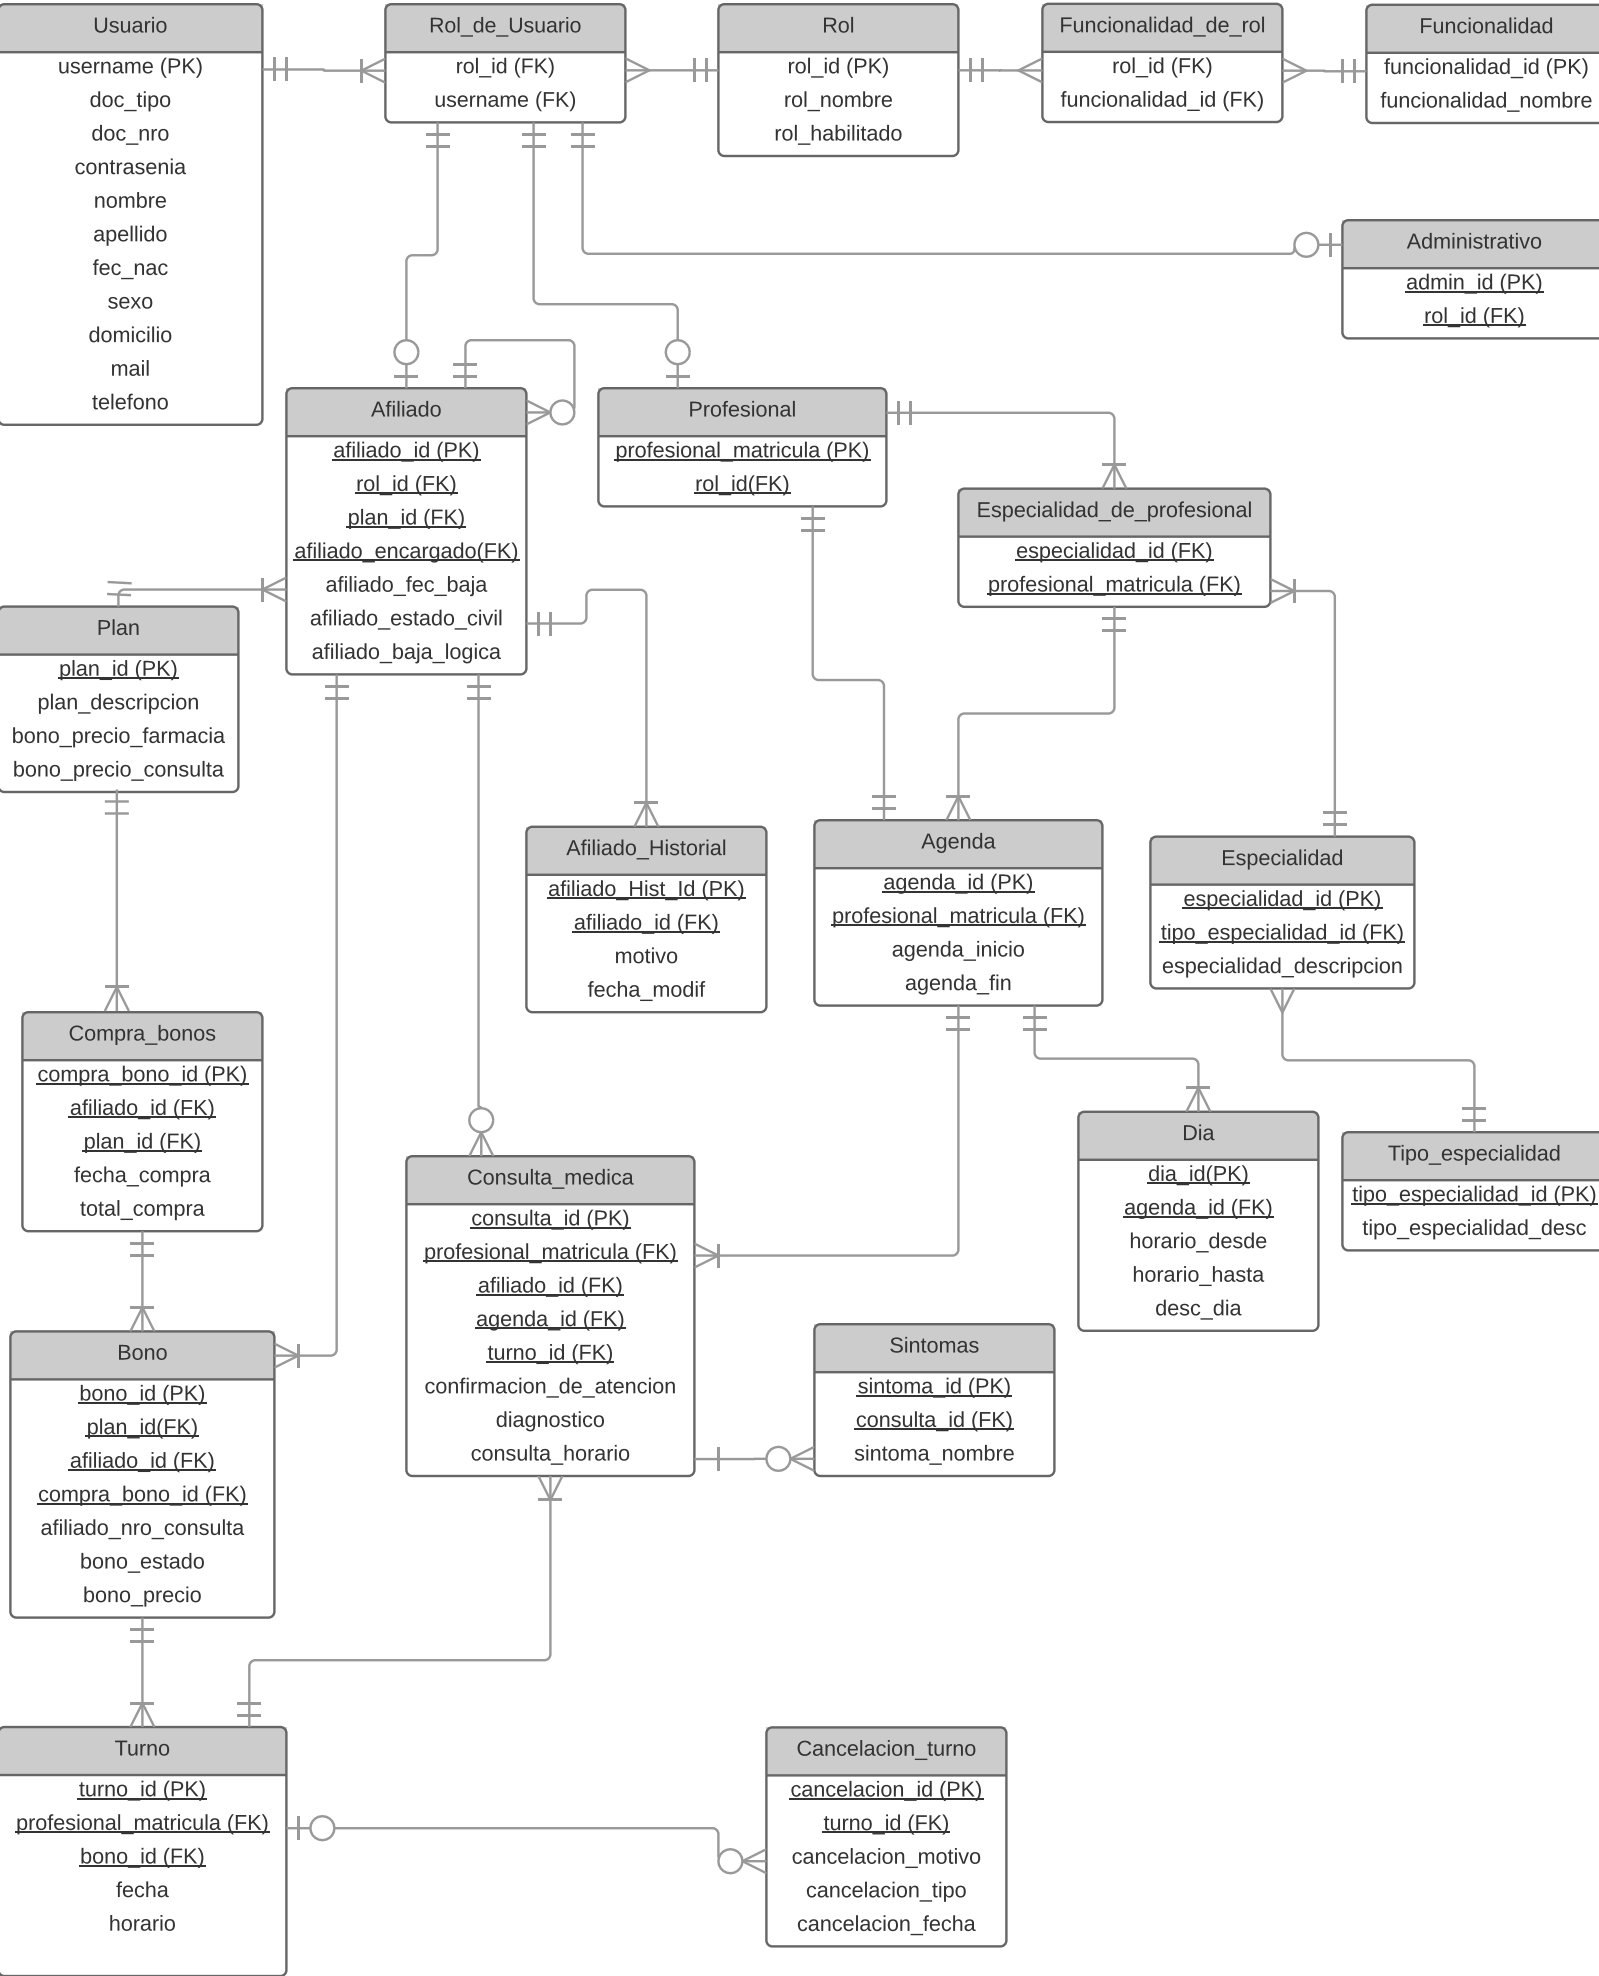 Usuario
username (PK)
doc_tipo
doc_nro
contrasenia
nombre
apellido
fec_nac
sexo
domicilio
mail
telefono
Rol_de_Usuario
rol_id (FK)
username (FK)
Rol
rol_id (PK)
rol_nombre
rol_habilitado
Funcionalidad_de_rol
rol_id (FK)
funcionalidad_id (FK)
Funcionalidad
funcionalidad_id (PK)
funcionalidad_nombre
Administrativo
admin_id (PK)
rol_id (FK)
Afiliado
afiliado_id (PK)
rol_id (FK)
plan_id (FK)
afiliado_encargado(FK)
afiliado_fec_baja
afiliado_estado_civil
afiliado_baja_logica
Profesional
profesional_matricula (PK)
rol_id(FK)
Especialidad_de_profesional
especialidad_id (FK)
profesional_matricula (FK)
Plan
plan_id (PK)
plan_descripcion
bono_precio_farmacia
bono_precio_consulta
Afiliado_Historial
afiliado_Hist_Id (PK)
afiliado_id (FK)
motivo
fecha_modif
Agenda
agenda_id (PK)
profesional_matricula (FK)
agenda_inicio
agenda_fin
Especialidad
especialidad_id (PK)
tipo_especialidad_id (FK)
especialidad_descripcion
Compra_bonos
compra_bono_id (PK)
afiliado_id (FK)
plan_id (FK)
fecha_compra
total_compra
Consulta_medica
consulta_id (PK)
profesional_matricula (FK)
afiliado_id (FK)
agenda_id (FK)
turno_id (FK)
confirmacion_de_atencion
diagnostico
consulta_horario
Dia
dia_id(PK)
agenda_id (FK)
horario_desde
horario_hasta
desc_dia
Tipo_especialidad
tipo_especialidad_id (PK)
tipo_especialidad_desc
Bono
bono_id (PK)
plan_id(FK)
afiliado_id (FK)
compra_bono_id (FK)
afiliado_nro_consulta
bono_estado
bono_precio
Sintomas
sintoma_id (PK)
consulta_id (FK)
sintoma_nombre
Turno
turno_id (PK)
profesional_matricula (FK)
bono_id (FK)
fecha
horario
Cancelacion_turno
cancelacion_id (PK)
turno_id (FK)
cancelacion_motivo
cancelacion_tipo
cancelacion_fecha